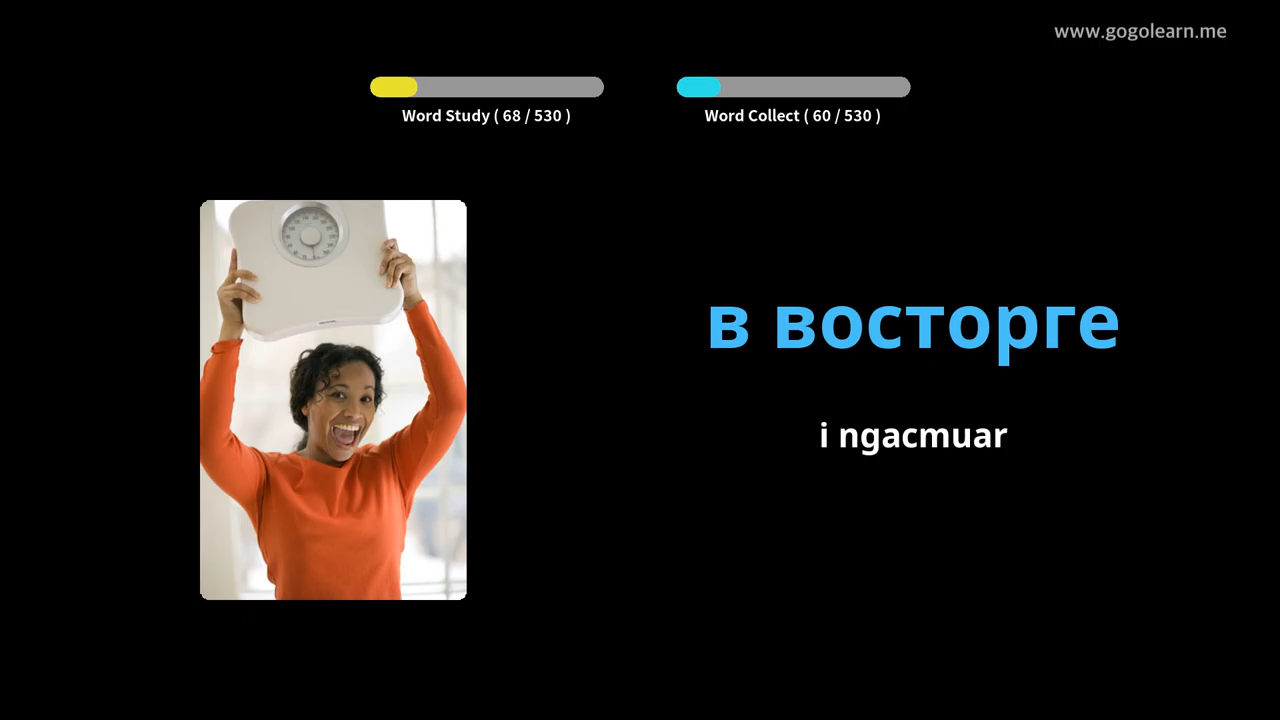 www.gogolearn.me
Word Study ( 68 / 530 )
Word Collect ( 60 / 530 )
в восторге
i ngacmuar